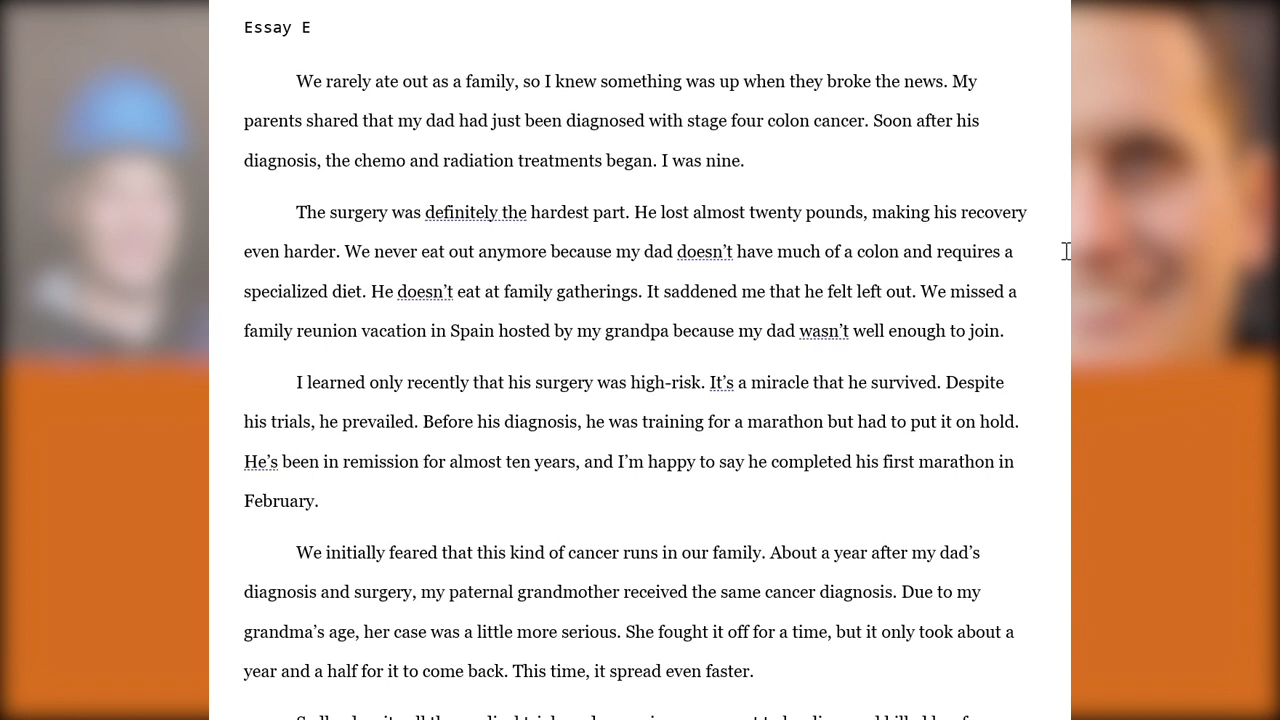 Essay E
We rarely ate out as a family, so I knew something was up when they broke the news. My
parents shared that my dad had just been diagnosed with stage four colon cancer. Soon after his
diagnosis, the chemo and radiation treatments began. I was nine.
The surgery was definitely the hardest part. He lost almost twenty pounds, making his recovery
even harder. We never eat out anymore because my dad doesn’t have much of a colon and requires a
specialized diet. He doesn’t eat at family gatherings. It saddened me that he felt left out. We missed a
family reunion vacation in Spain hosted by my grandpa because my dad wasn’t well enough to join.
I learned only recently that his surgery was high-risk. It’s a miracle that he survived. Despite
his trials, he prevailed. Before his diagnosis, he was training for a marathon but had to put it on hold.
He’s been in remission for almost ten years, and I’m happy to say he completed his first marathon in
February.
We initially feared that this kind of cancer runs in our family. About a year after my dad’s
diagnosis and surgery, my paternal grandmother received the same cancer diagnosis. Due to my
grandma’s age, her case was a little more serious. She fought it off for a time, but it only took about a
year and a half for it to come back. This time, it spread even faster.